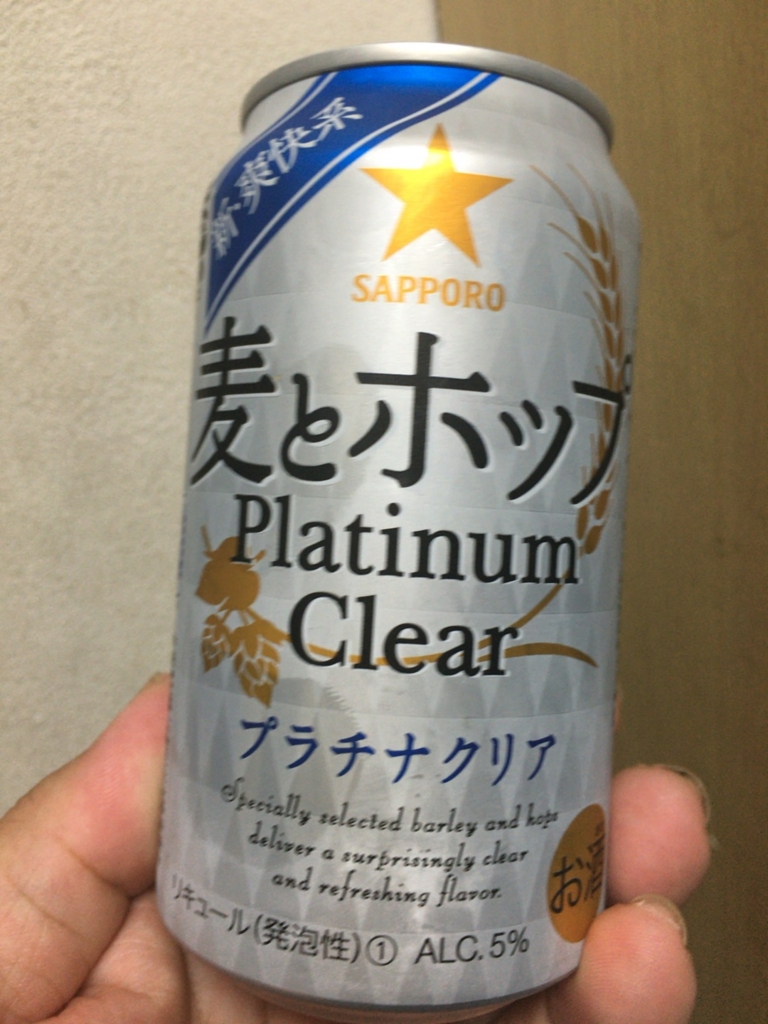 新・爽快系
SAPPORO
麦とホップ
Platinum
Clear
プラチナクリア
Specially selected barley and hops
deliver a surprisingly clear
and refreshing flavor.
お酒
リキュール(発泡性)① ALC.5%